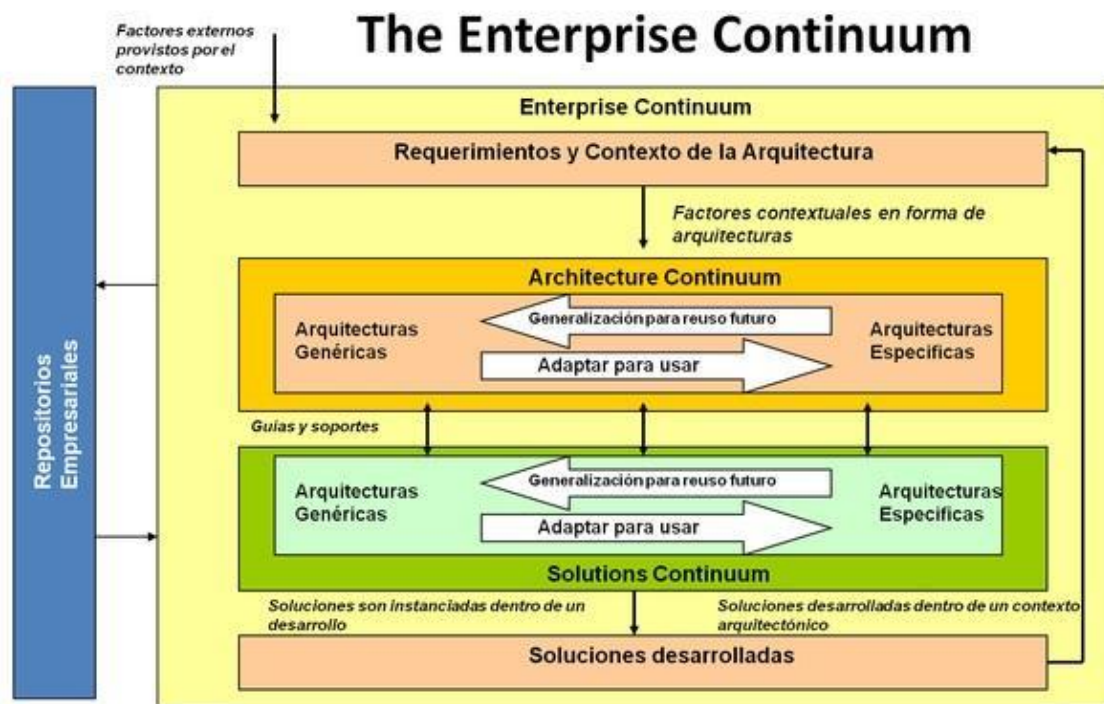 Factores externos
provistos por el
contexto
The Enterprise Continuum
Repositorios
Empresariales
Enterprise Continuum
Requerimientos y Contexto de la Arquitectura
Factores contextuales en forma de
arquitecturas
Architecture Continuum
Arquitecturas
Genéricas
Generalización para reuso futuro
Adaptar para usar
Arquitecturas
Especificas
Guias y soportes
Arquitecturas
Genéricas
Generalización para reuso futuro
Adaptar para usar
Arquitecturas
Especificas
Solutions Continuum
Soluciones son instanciadas dentro de un
desarrollo
Soluciones desarrolladas dentro de un contexto
arquitectónico
Soluciones desarrolladas